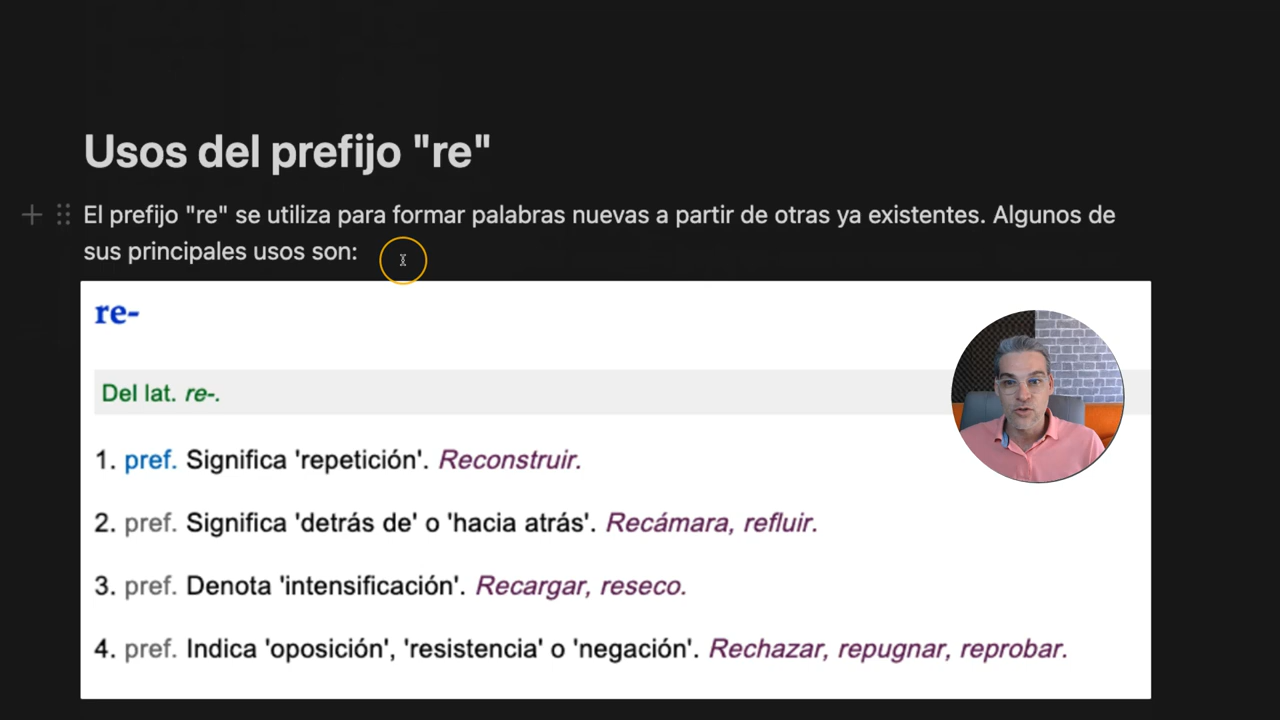 Usos del prefijo "re"
El prefijo "re" se utiliza para formar palabras nuevas a partir de otras ya existentes. Algunos de
sus principales usos son:
re-
Del lat. re-.
1. pref. Significa 'repetición'. Reconstruir.
2. pref. Significa 'detrás de' o 'hacia atrás'. Recámara, refluir.
3. pref. Denota 'intensificación'. Recargar, reseco.
4. pref. Indica 'oposición', 'resistencia' o 'negación'. Rechazar, repugnar, reprobar.